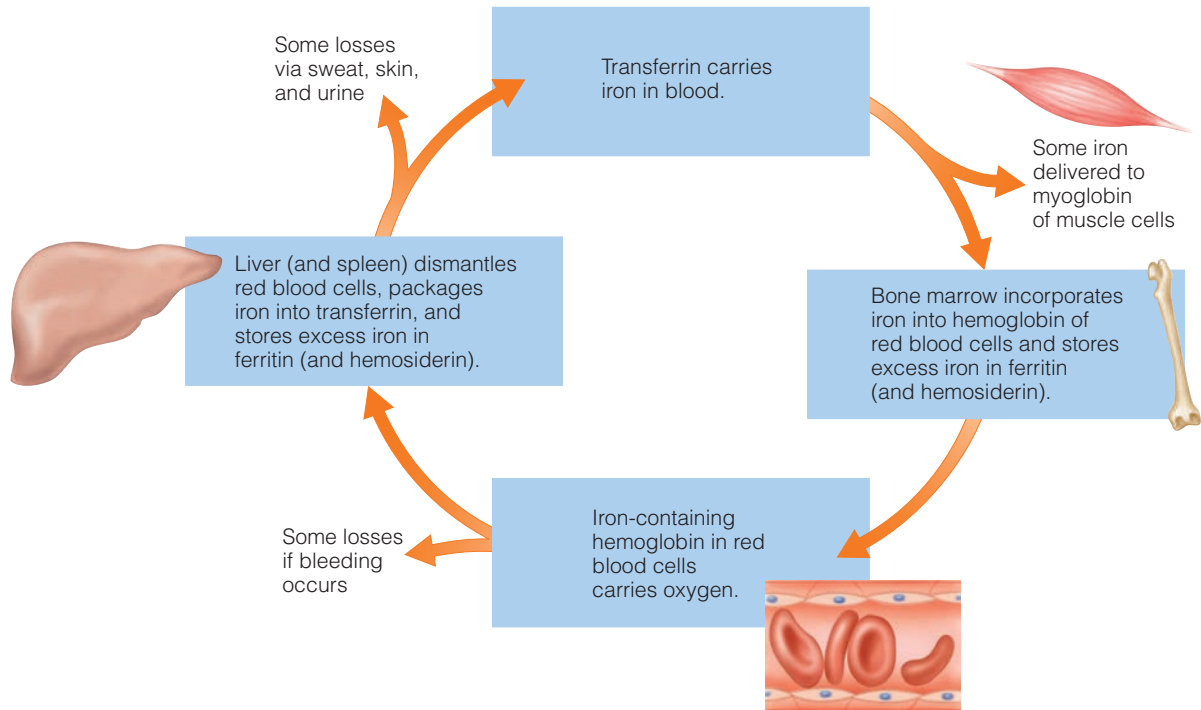 Some losses
via sweat, skin,
and urine
Transferrin carries
iron in blood.
Some iron
delivered to
myoglobin
of muscle cells
Liver (and spleen) dismantles
red blood cells, packages
iron into transferrin, and
stores excess iron in
ferritin (and hemosiderin).
Bone marrow incorporates
iron into hemoglobin of
red blood cells and stores
excess iron in ferritin
(and hemosiderin).
Some losses
if bleeding
occurs
Iron-containing
hemoglobin in red
blood cells
carries oxygen.